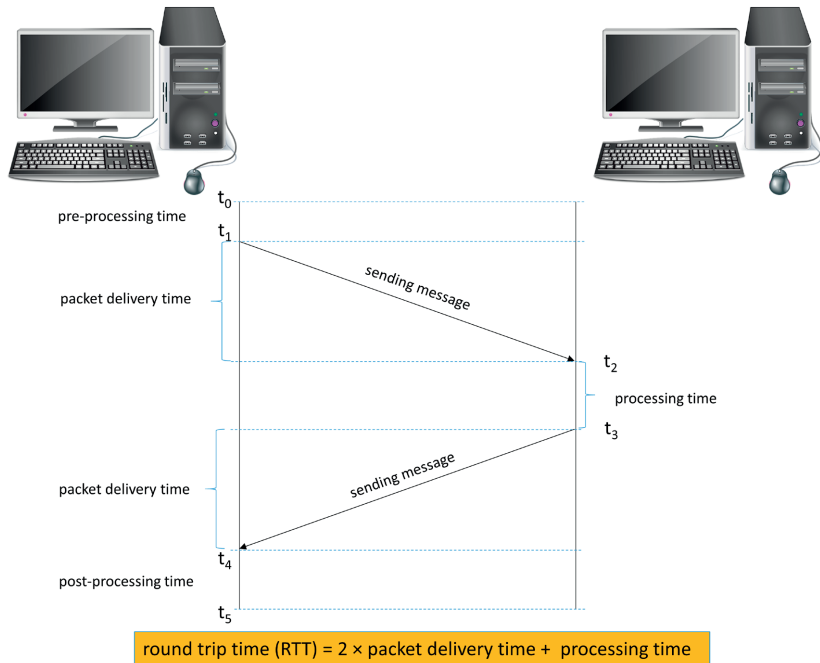 t₀
pre-processing time
t₁
sending message
packet delivery time
t₂
processing time
t₃
sending message
packet delivery time
t₄
post-processing time
t₅
round trip time (RTT) = 2 × packet delivery time + processing time